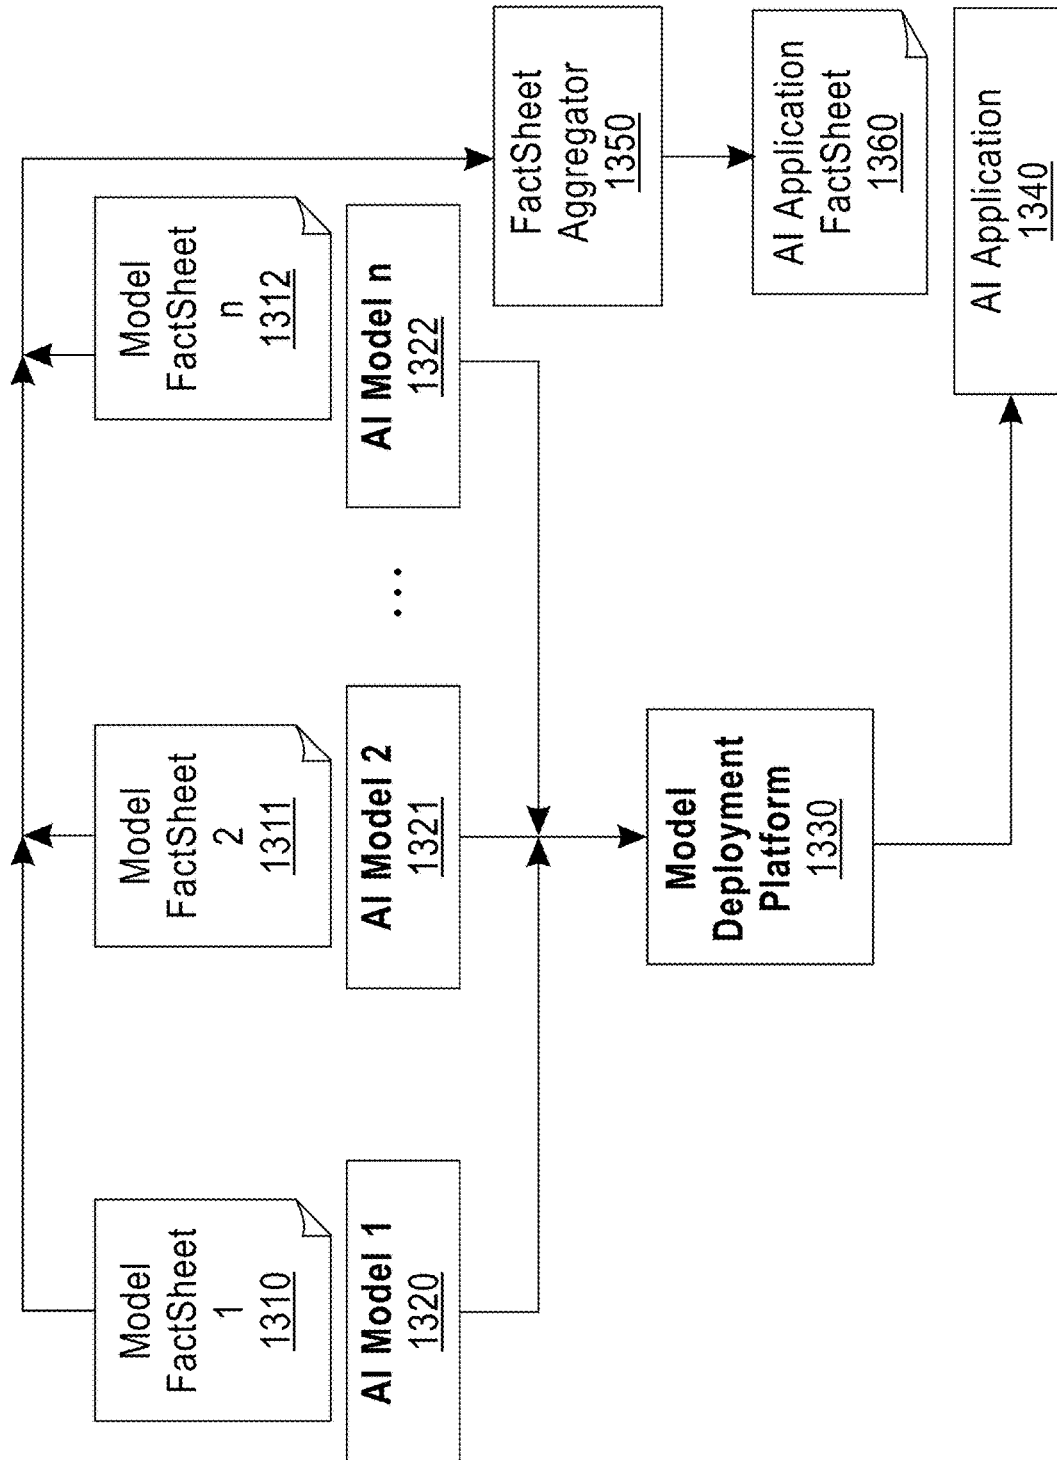 Model
FactSheet
1
1310
AI Model 1
1320
Model
FactSheet
2
1311
AI Model 2
1321
...
Model
FactSheet
n
1312
AI Model n
1322
Model
Deployment
Platform
1330
FactSheet
Aggregator
1350
AI Application
FactSheet
1360
AI Application
1340